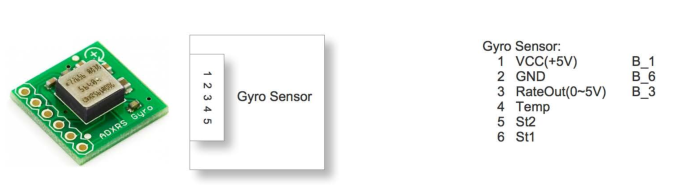 ADXRS Gyro
1
2
3
4
5
Gyro Sensor
Gyro Sensor:
1 VCC(+5V) B_1
2 GND B_6
3 RateOut(0~5V) B_3
4 Temp
5 St2
6 St1